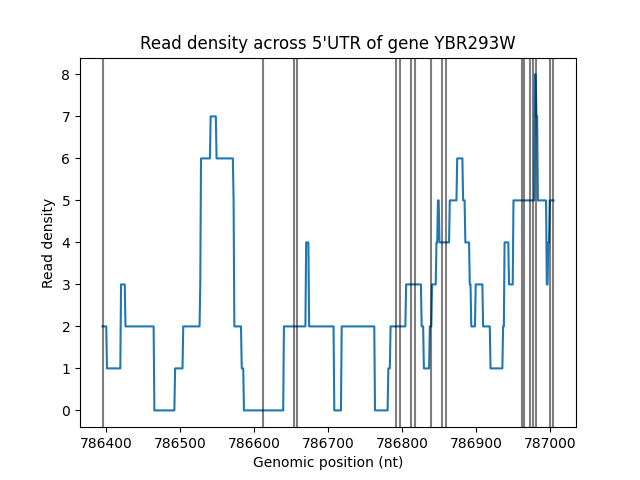 Read density across 5'UTR of gene YBR293W
8
7
6
5
4
3
2
1
0
Read density
786400 786500 786600 786700 786800 786900 787000
Genomic position (nt)